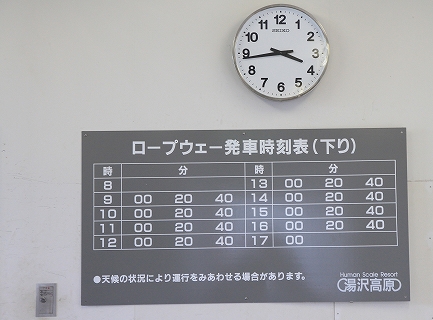 12
1
2
3
4
5
6
7
8
9
10
11
SEIKO
ロープウェー発車時刻表(下り)
時 分 時 分
8 13 00 20 40
9 00 20 40 14 00 20 40
10 00 20 40 15 00 20 40
11 00 20 40 16 00 20 40
12 00 20 40 17 00
●天候の状況により運行をみあわせる場合があります。
Human Scale Resort
湯沢高原